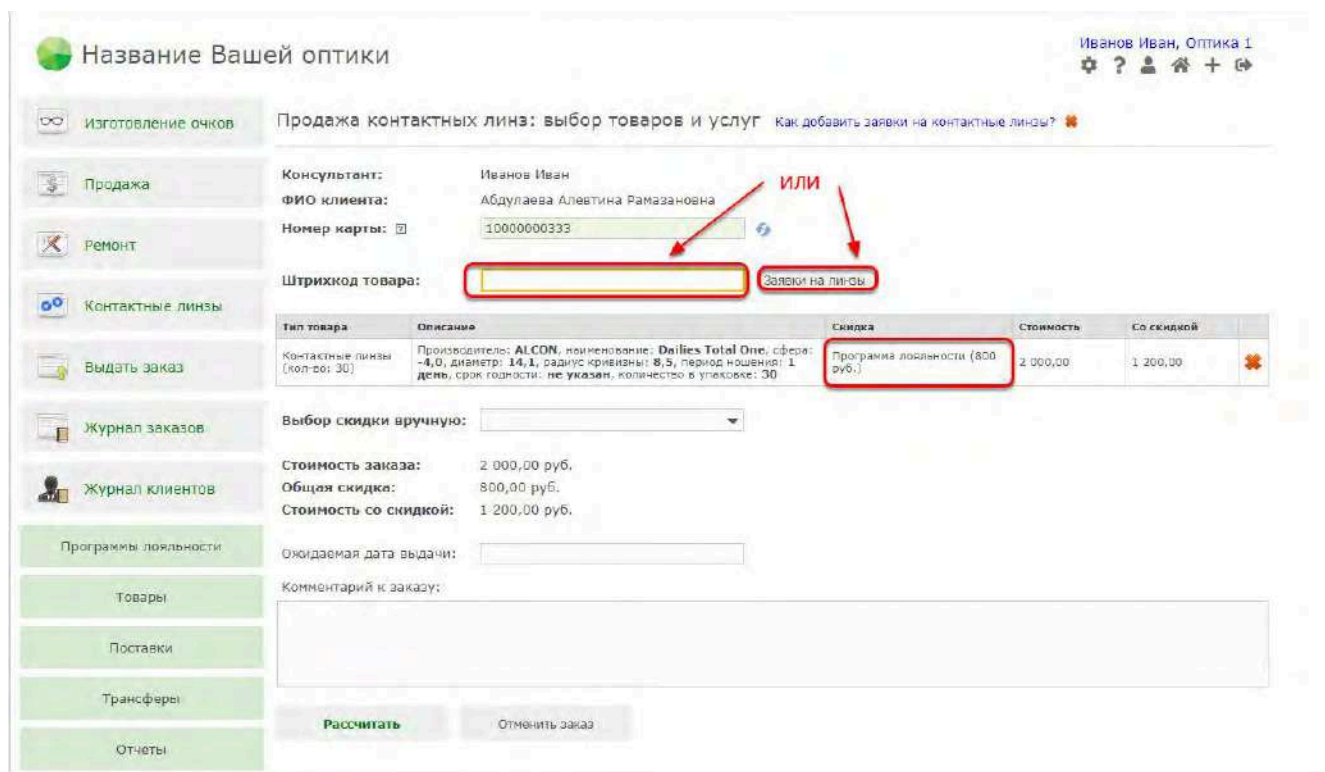 Название Вашей оптики
Иванов Иван, Оптика 1
Изготовление очков
Продажа
Ремонт
Контактные линзы
Выдать заказ
Журнал заказов
Журнал клиентов
Программы лояльности
Товары
Поставки
Трансферы
Отчеты
Продажа контактных линз: выбор товаров и услуг Как добавить заявки на контактные линзы?
Консультант: Иванов Иван
ИЛИ
ФИО клиента: Абдулаева Алевтина Рамазановна
Номер карты: ? 10000000333
Штрихкод товара: Заявки на линзы
Тип товара Описание Скидка Стоимость Со скидкой
Контактные линзы (кол-во: 30)
Производитель: ALCON, наименование: Dailies Total One, сфера:
-4,0, диаметр: 14,1, радиус кривизны: 8,5, период ношения: 1
день, срок годности: не указан, количество в упаковке: 30
Программа лояльности (800
руб.)
2 000,00
1 200,00
Выбор скидки вручную:
Стоимость заказа: 2 000,00 руб.
Общая скидка: 800,00 руб.
Стоимость со скидкой: 1 200,00 руб.
Ожидаемая дата выдачи:
Комментарий к заказу:
Рассчитать Отменить заказ